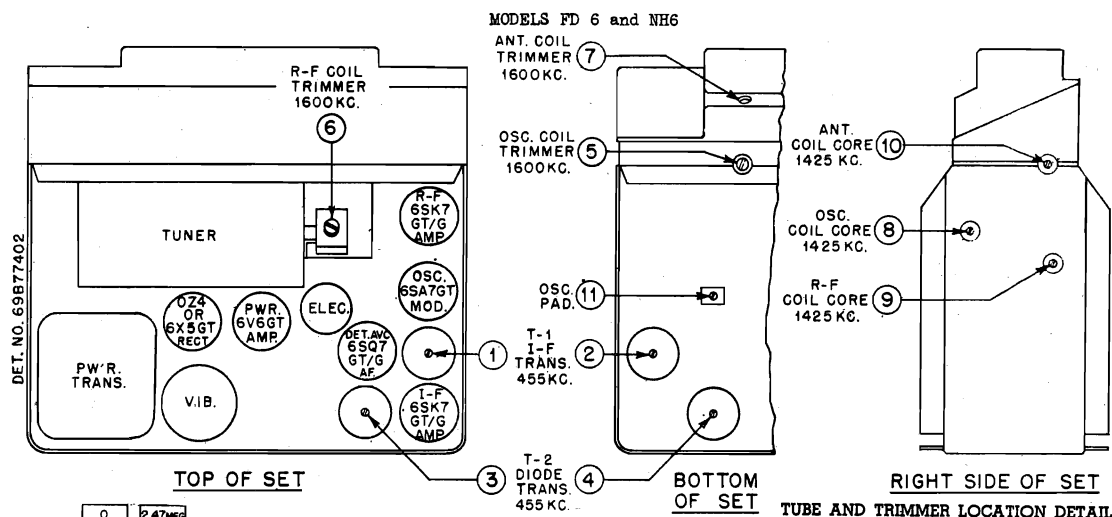 MODELS FD 6 and NH6
R-F COIL
TRIMMER
1600KC.
6
TUNER
R-F
6SK7
GT/G
AMP.
OSC.
6SA7GT
MOD.
OZ4
OR
6X5GT
RECT.
PWR.
6V6GT
AMP.
ELEC.
DET. AVC
6SQ7
GT/G
AF.
PW'R.
TRANS.
V.I B.
I-F
6SK7
GT/G
AMP
DET. NO. 69B77402
TOP OF SET
ANT. COIL
TRIMMER
1600KC.
7
OSC. COIL
TRIMMER
1600KC.
5
OSC.
PAD.
11
1
T-1
I-F
TRANS.
455KC.
2
3
T-2
DIODE
TRANS.
455 KC.
4
BOTTOM
OF SET
ANT.
COIL CORE
1425 KC.
10
OSC.
COIL CORE
1425 KC.
8
R-F
COIL CORE
1425 KC.
9
RIGHT SIDE OF SET
TUBE AND TRIMMER LOCATION DETAIL
2.47MEG